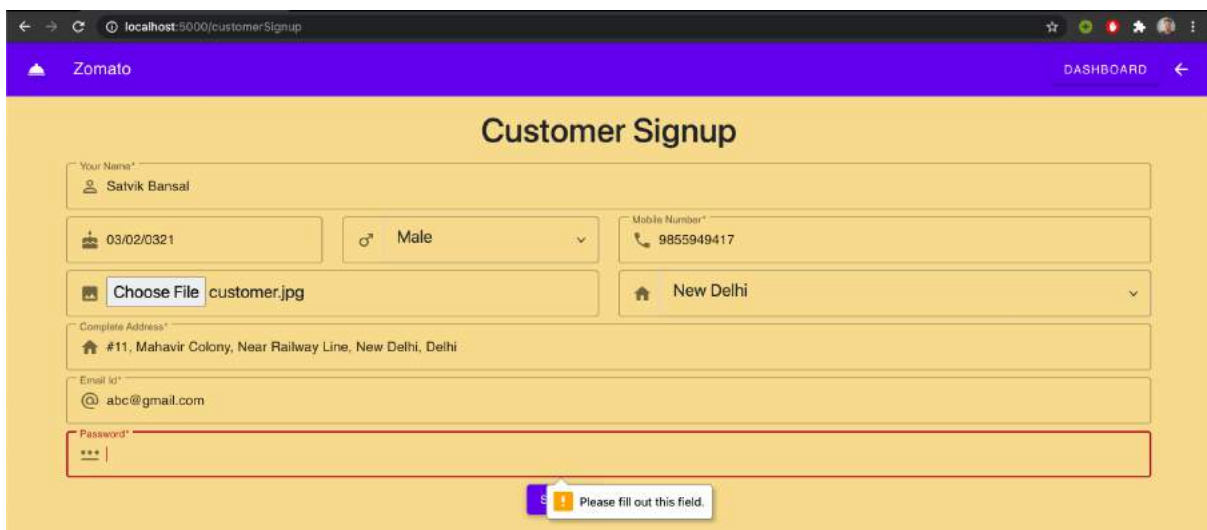 localhost:5000/customerSignup
Zomato DASHBOARD
Customer Signup
Your Name*
Satvik Bansal
Mobile Number*
03/02/0321 Male 9855949417
Choose File customer.jpg New Delhi
Complete Address*
#11, Mahavir Colony, Near Railway Line, New Delhi, Delhi
Email Id*
abc@gmail.com
Password*
Please fill out this field.